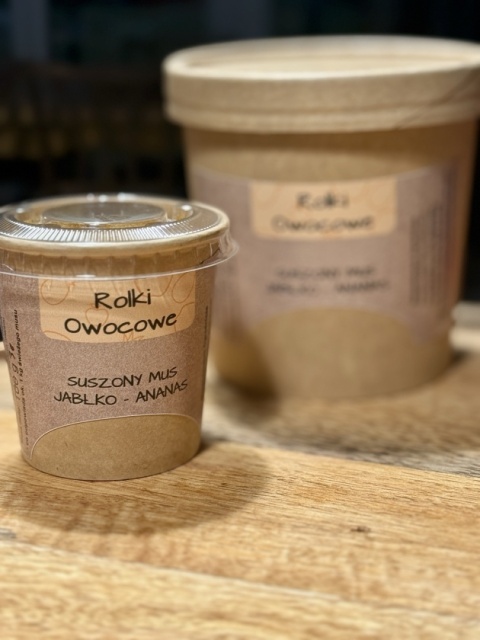 Rolki
Owocowe
SUSZONY MUS
JABŁKO - ANANAS
Rolki
Owocowe
SUSZONY MUS
JABŁKO - ANANAS